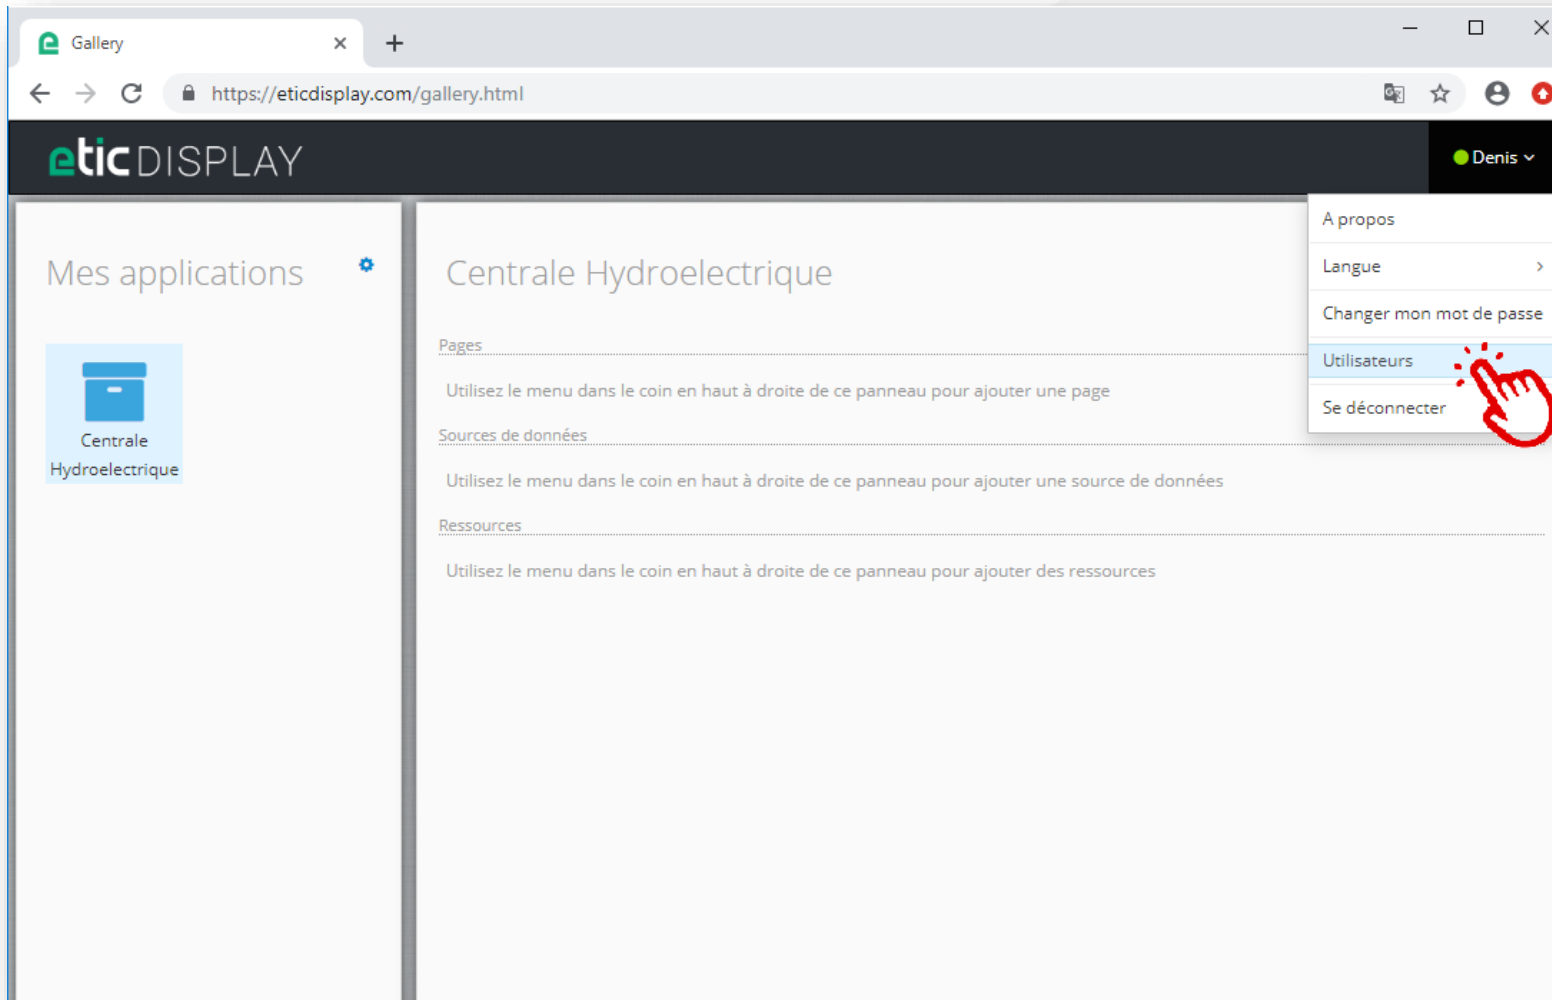 Gallery
https://eticdisplay.com/gallery.html
eticDISPLAY
Denis
A propos
Langue
Changer mon mot de passe
Utilisateurs
Se déconnecter
Mes applications
Centrale
Hydroelectrique
Centrale Hydroelectrique
Pages
Utilisez le menu dans le coin en haut à droite de ce panneau pour ajouter une page
Sources de données
Utilisez le menu dans le coin en haut à droite de ce panneau pour ajouter une source de données
Ressources
Utilisez le menu dans le coin en haut à droite de ce panneau pour ajouter des ressources